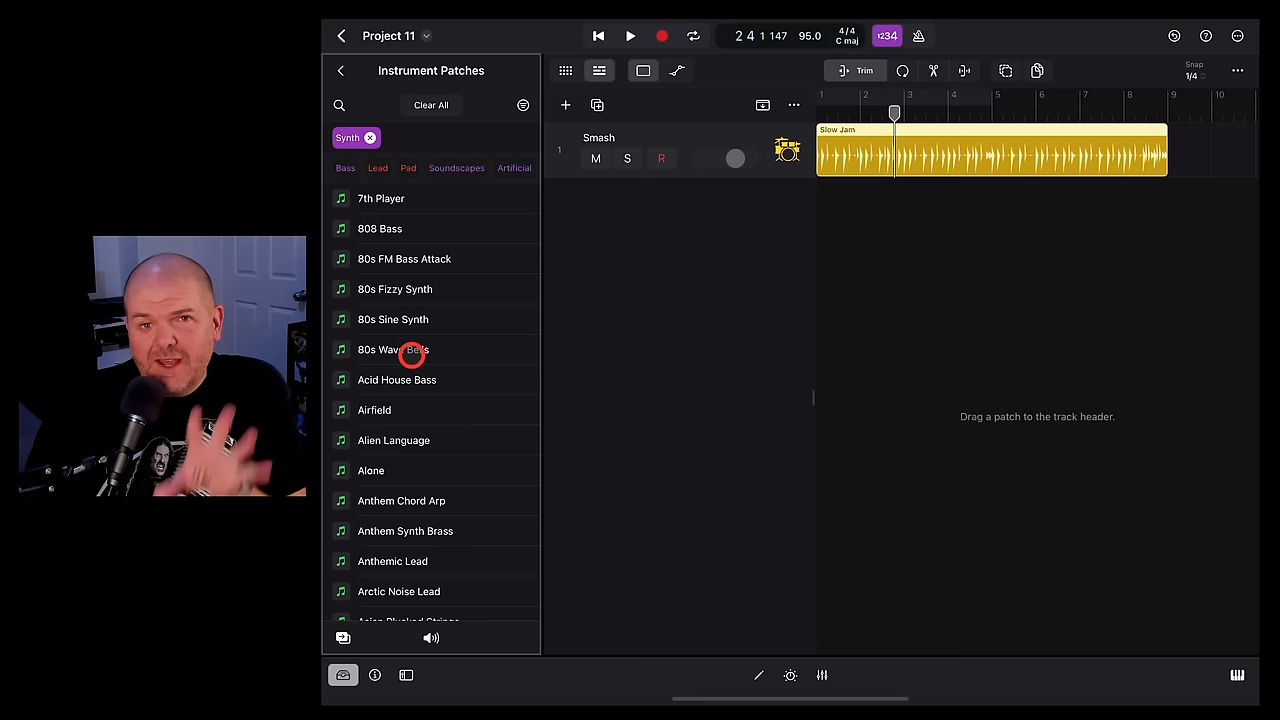 Project 11
2 4 1 147
95.0
4/4
C maj
1234
Instrument Patches
Trim
Snap
1/4
Clear All
1 2 3 4 5 6 7 8 9 10
Synth
Slow Jam
1
Smash
M S R
Bass Lead Pad Soundscapes Artificial
7th Player
808 Bass
80s FM Bass Attack
80s Fizzy Synth
80s Sine Synth
80s Wave Bells
Acid House Bass
Airfield
Drag a patch to the track header.
Alien Language
Alone
Anthem Chord Arp
Anthem Synth Brass
Anthemic Lead
Arctic Noise Lead